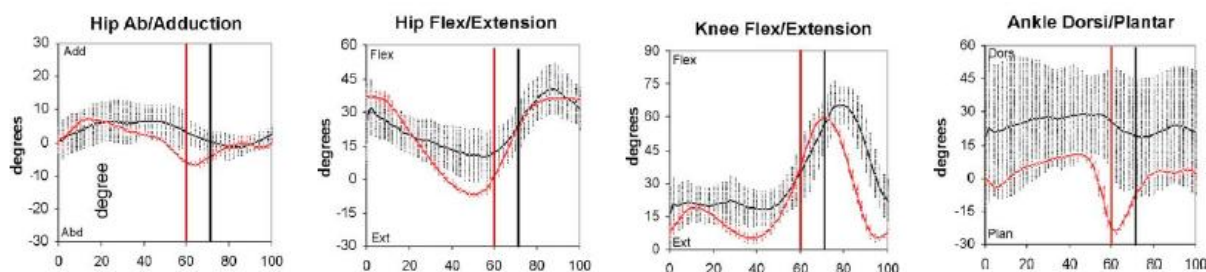 Hip Ab/Adduction
degrees
30
20
10
0
-10
-20
-30
Add
degree
Abd
0 20 40 60 80 100
Hip Flex/Extension
degrees
60
45
30
15
0
-15
-30
Flex
Ext
0 20 40 60 80 100
Knee Flex/Extension
degrees
90
75
60
45
30
15
0
Flex
Ext
0 20 40 60 80 100
Ankle Dorsi/Plantar
degrees
60
45
30
15
0
-15
-30
Dors
Plan
0 20 40 60 80 100